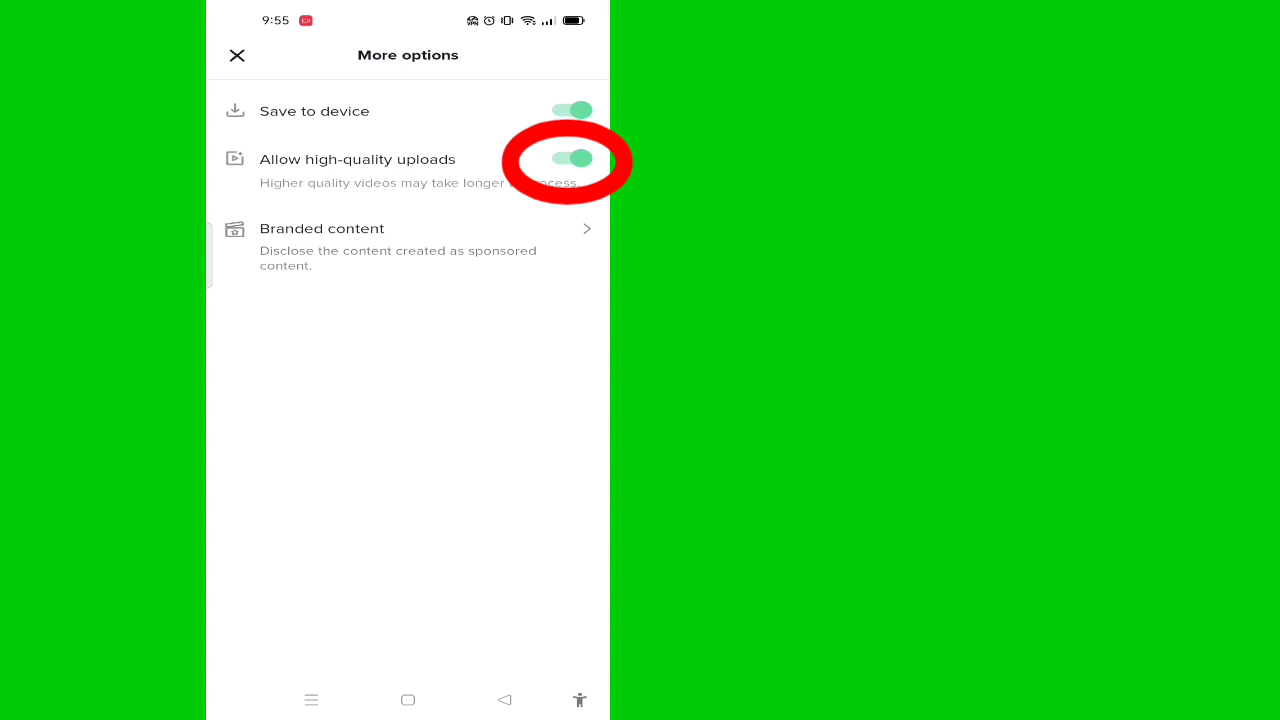 9:55
More options
Save to device
Allow high-quality uploads
Higher quality videos may take longer
Branded content
Disclose the content created as sponsored
content.